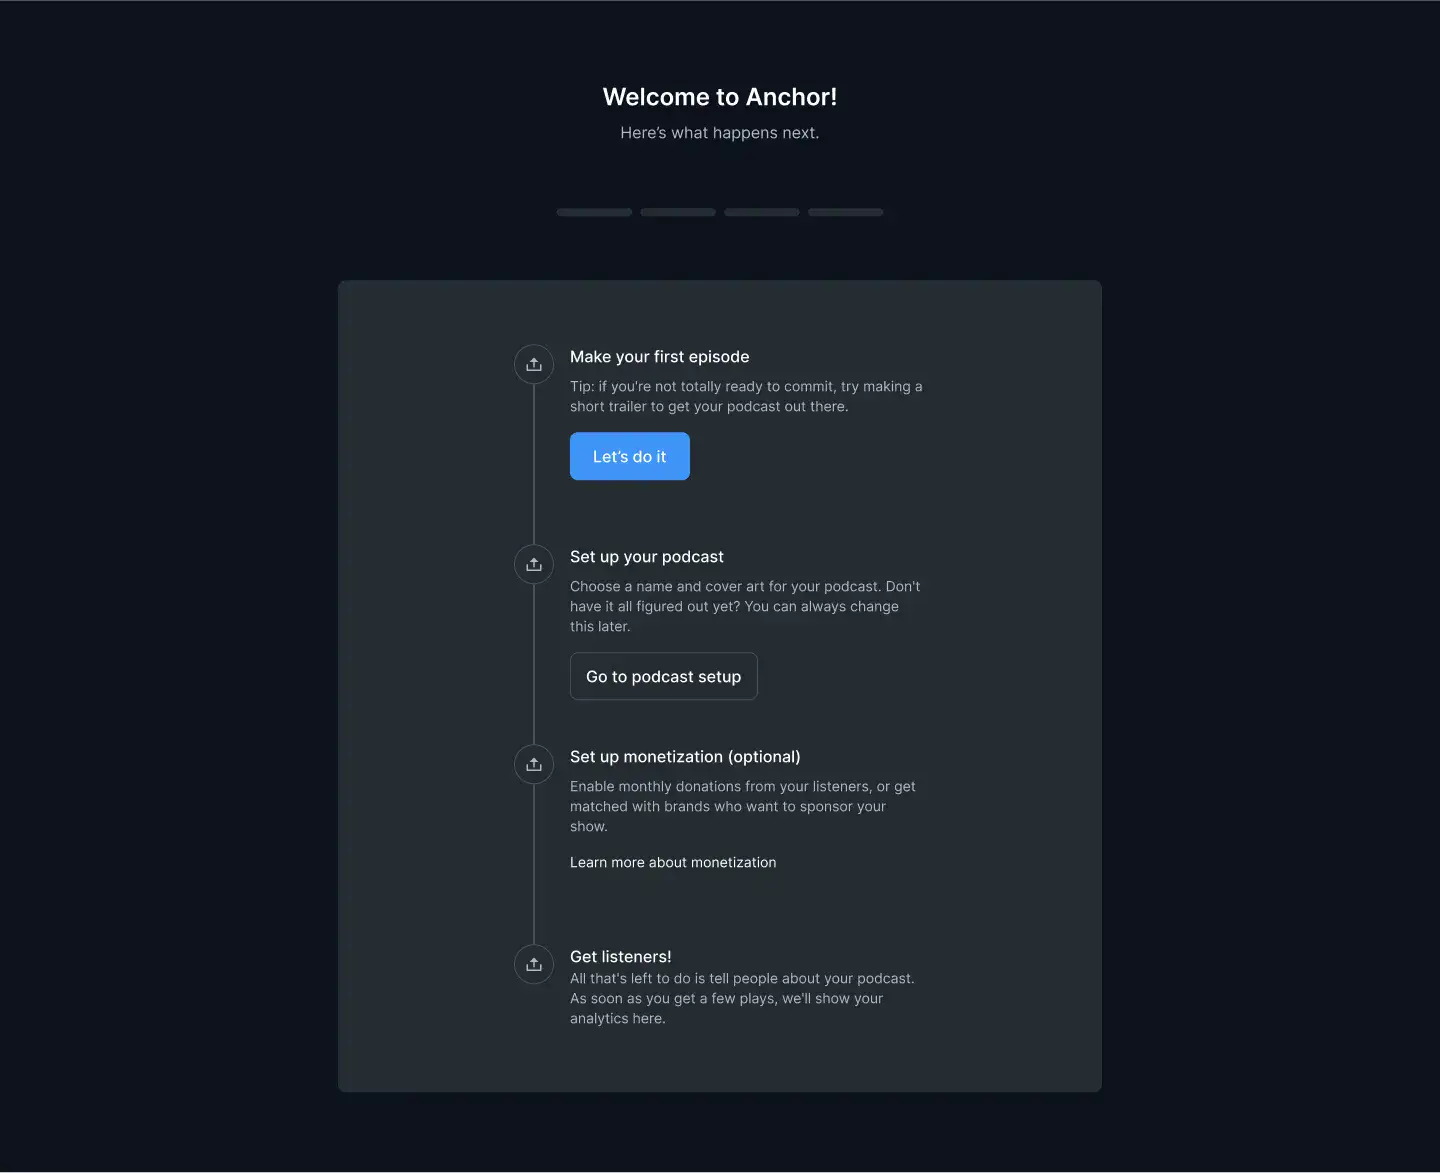 Welcome to Anchor!
Here’s what happens next.
Make your first episode
Tip: if you're not totally ready to commit, try making a
short trailer to get your podcast out there.
Let’s do it
Set up your podcast
Choose a name and cover art for your podcast. Don't
have it all figured out yet? You can always change
this later.
Go to podcast setup
Set up monetization (optional)
Enable monthly donations from your listeners, or get
matched with brands who want to sponsor your
show.
Learn more about monetization
Get listeners!
All that's left to do is tell people about your podcast.
As soon as you get a few plays, we'll show your
analytics here.